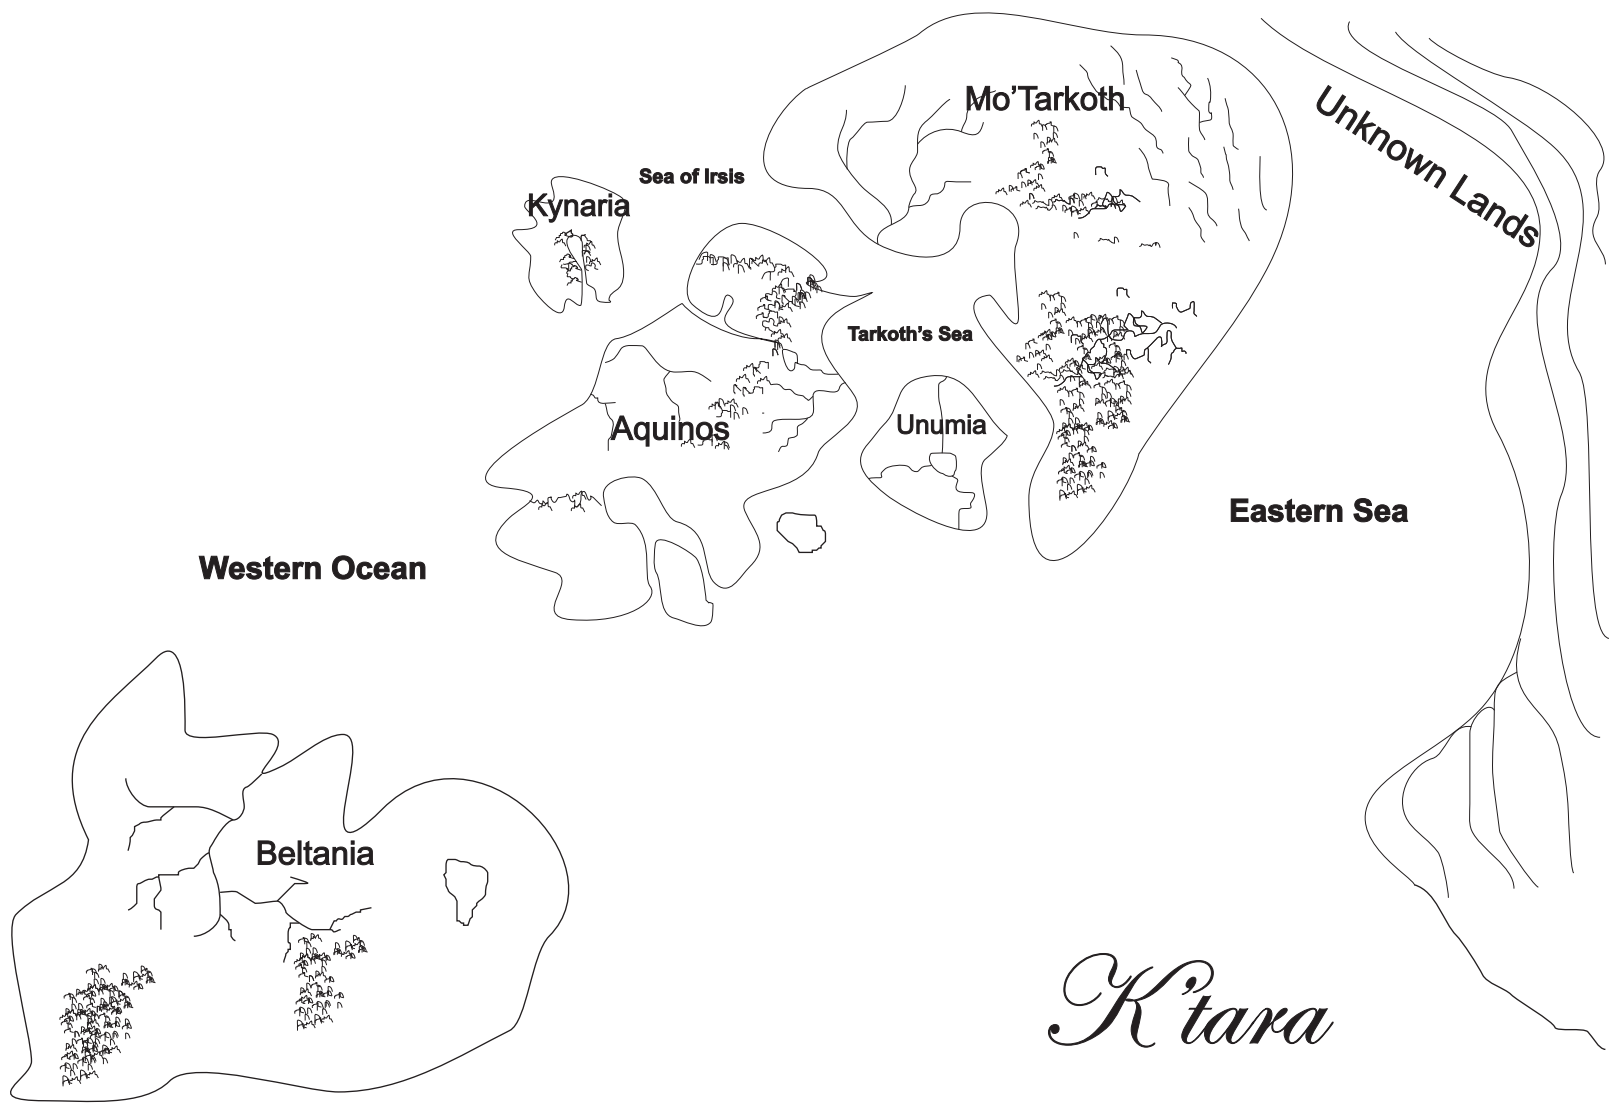 Mo’Tarkoth
Unknown Lands
Sea of Irsis
Kynaria
Tarkoth’s Sea
Aquinos
Unumia
Eastern Sea
Western Ocean
Beltania
K’tara